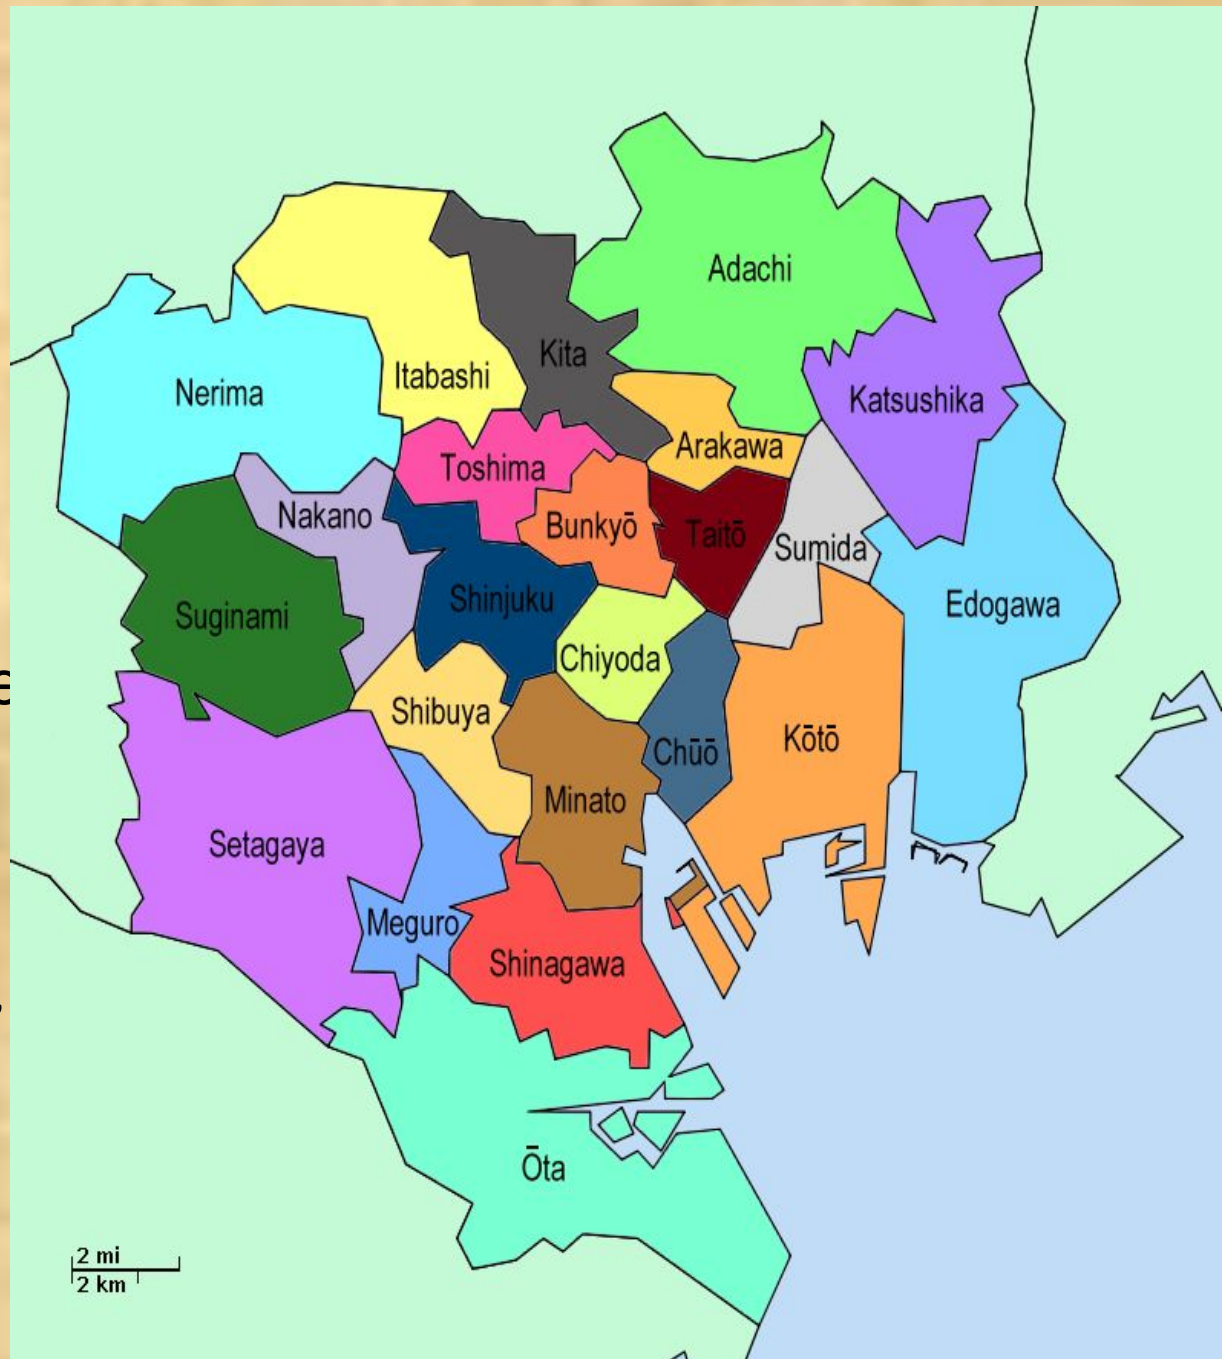 Adachi
Kita
Itabashi
Nerima
Katsushika
Arakawa
Toshima
Nakano
Bunkyō
Taitō
Sumida
Shinjuku
Suginami
Edogawa
Chiyoda
Shibuya
Kōtō
Chūō
Minato
Setagaya
Meguro
Shinagawa
Ōta
2 mi
2 km